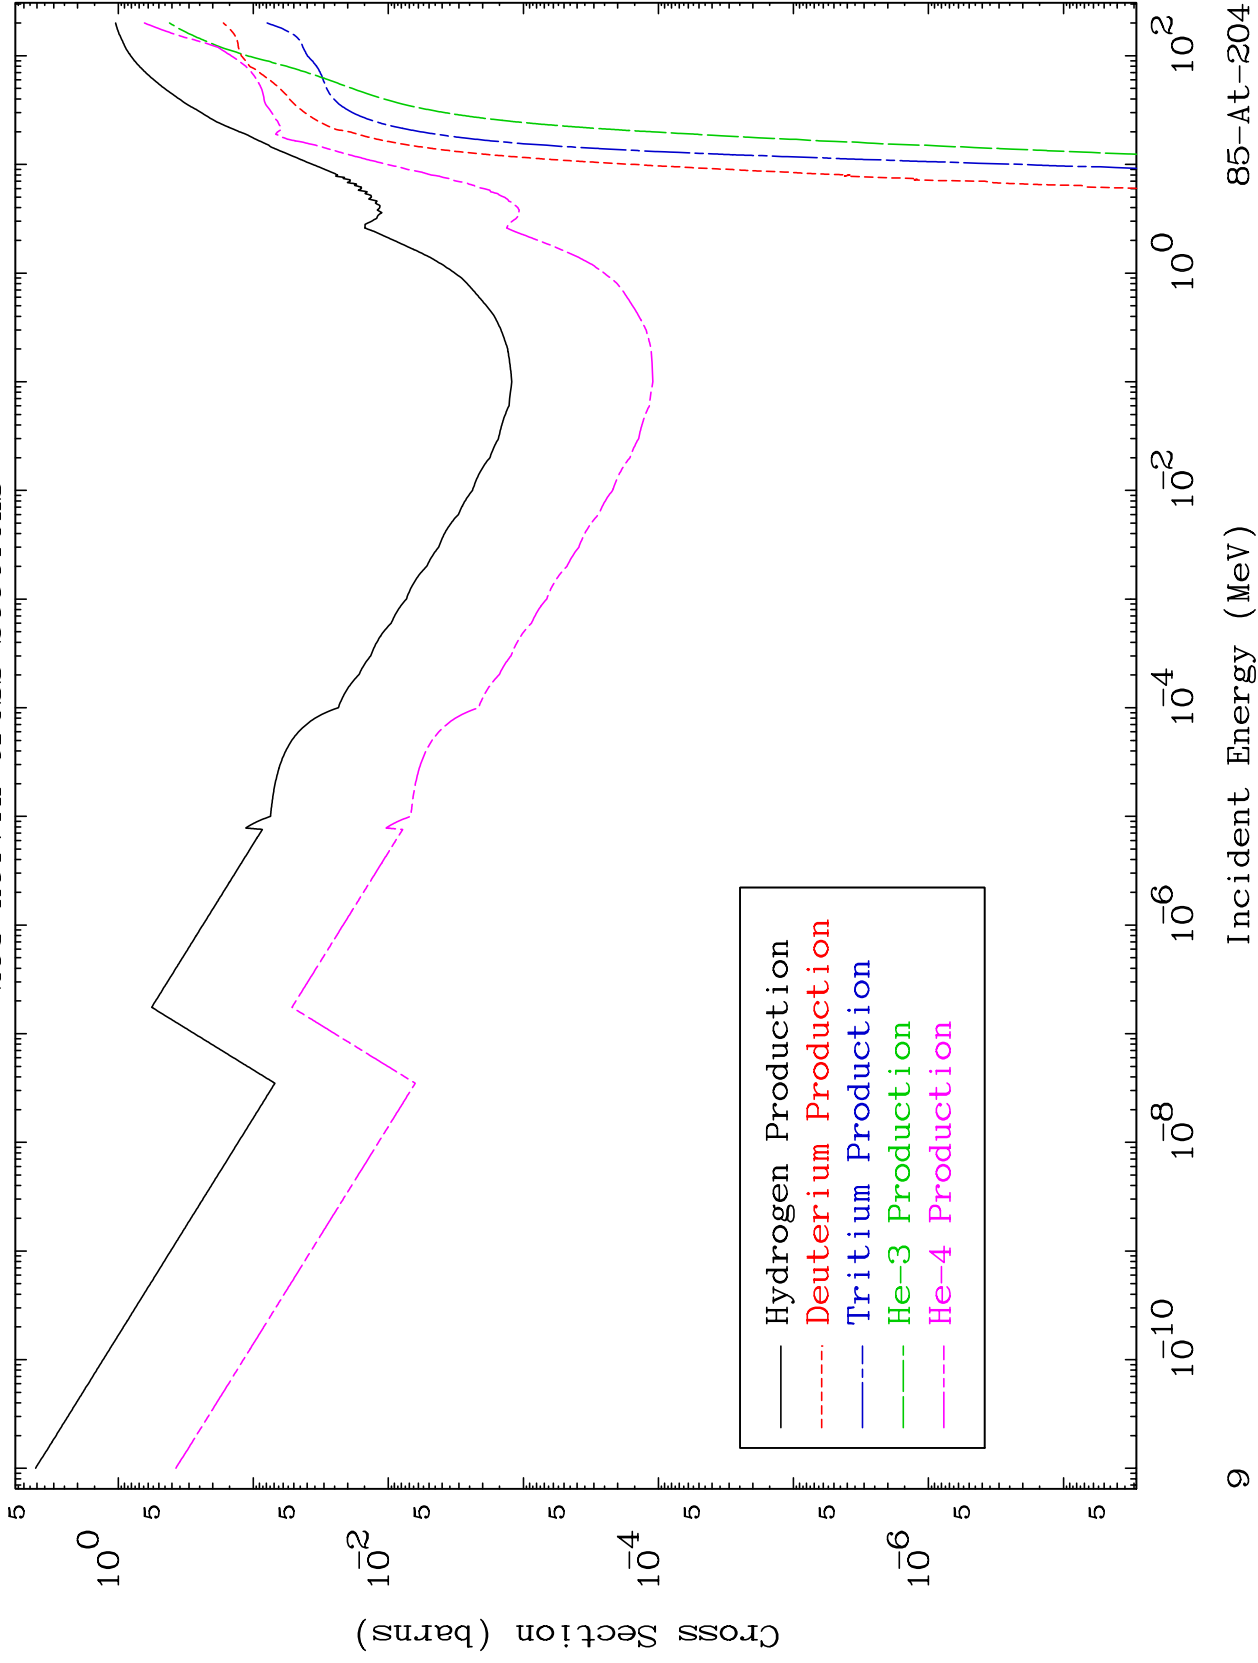 5
10^0
5
5
10^-2
5
5
10^-4
5
5
10^-6
5
5
Cross Section (barns)
Hydrogen Production
Deuterium Production
Tritium Production
He-3 Production
He-4 Production
10^-10
10^-8
10^-6
10^-4
10^-2
10^0
10^2
9
Incident Energy (MeV)
85-At-204